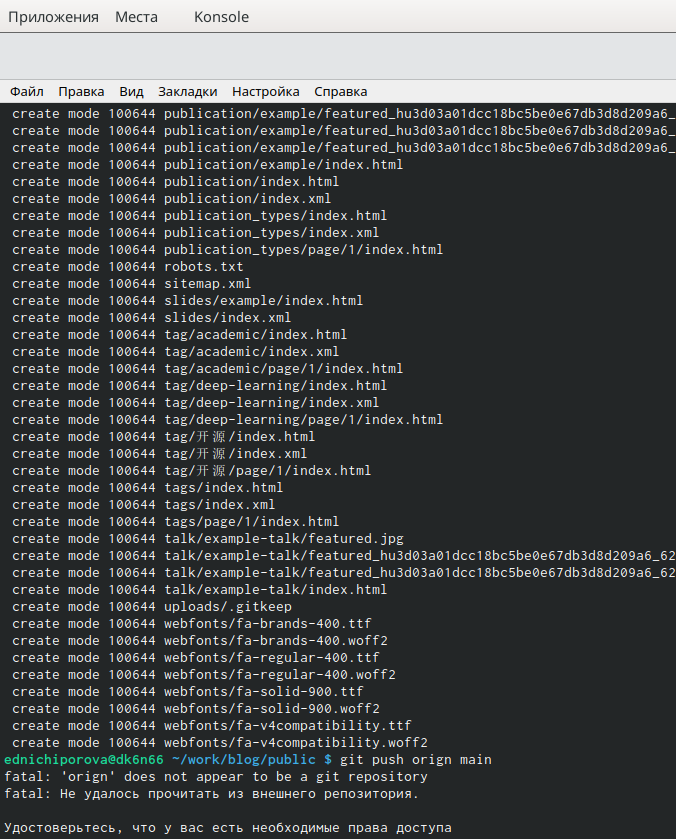 Приложения Места Konsole
Файл Правка Вид Закладки Настройка Справка
create mode 100644 publication/example/featured_hu3d03a01dcc18bc5be0e67db3d8d209a6_
create mode 100644 publication/example/featured_hu3d03a01dcc18bc5be0e67db3d8d209a6_
create mode 100644 publication/example/featured_hu3d03a01dcc18bc5be0e67db3d8d209a6_
create mode 100644 publication/example/index.html
create mode 100644 publication/index.html
create mode 100644 publication/index.xml
create mode 100644 publication_types/index.html
create mode 100644 publication_types/index.xml
create mode 100644 publication_types/page/1/index.html
create mode 100644 robots.txt
create mode 100644 sitemap.xml
create mode 100644 slides/example/index.html
create mode 100644 slides/index.xml
create mode 100644 tag/academic/index.html
create mode 100644 tag/academic/index.xml
create mode 100644 tag/academic/page/1/index.html
create mode 100644 tag/deep-learning/index.html
create mode 100644 tag/deep-learning/index.xml
create mode 100644 tag/deep-learning/page/1/index.html
create mode 100644 tag/开源/index.html
create mode 100644 tag/开源/index.xml
create mode 100644 tag/开源/page/1/index.html
create mode 100644 tags/index.html
create mode 100644 tags/index.xml
create mode 100644 tags/page/1/index.html
create mode 100644 talk/example-talk/featured.jpg
create mode 100644 talk/example-talk/featured_hu3d03a01dcc18bc5be0e67db3d8d209a6_62
create mode 100644 talk/example-talk/featured_hu3d03a01dcc18bc5be0e67db3d8d209a6_62
create mode 100644 talk/example-talk/index.html
create mode 100644 uploads/.gitkeep
create mode 100644 webfonts/fa-brands-400.ttf
create mode 100644 webfonts/fa-brands-400.woff2
create mode 100644 webfonts/fa-regular-400.ttf
create mode 100644 webfonts/fa-regular-400.woff2
create mode 100644 webfonts/fa-solid-900.ttf
create mode 100644 webfonts/fa-solid-900.woff2
create mode 100644 webfonts/fa-v4compatibility.ttf
create mode 100644 webfonts/fa-v4compatibility.woff2
ednichiporova@dk6n66 ~/work/blog/public $ git push orign main
fatal: 'orign' does not appear to be a git repository
fatal: Не удалось прочитать из внешнего репозитория.
Удостоверьтесь, что у вас есть необходимые права доступа